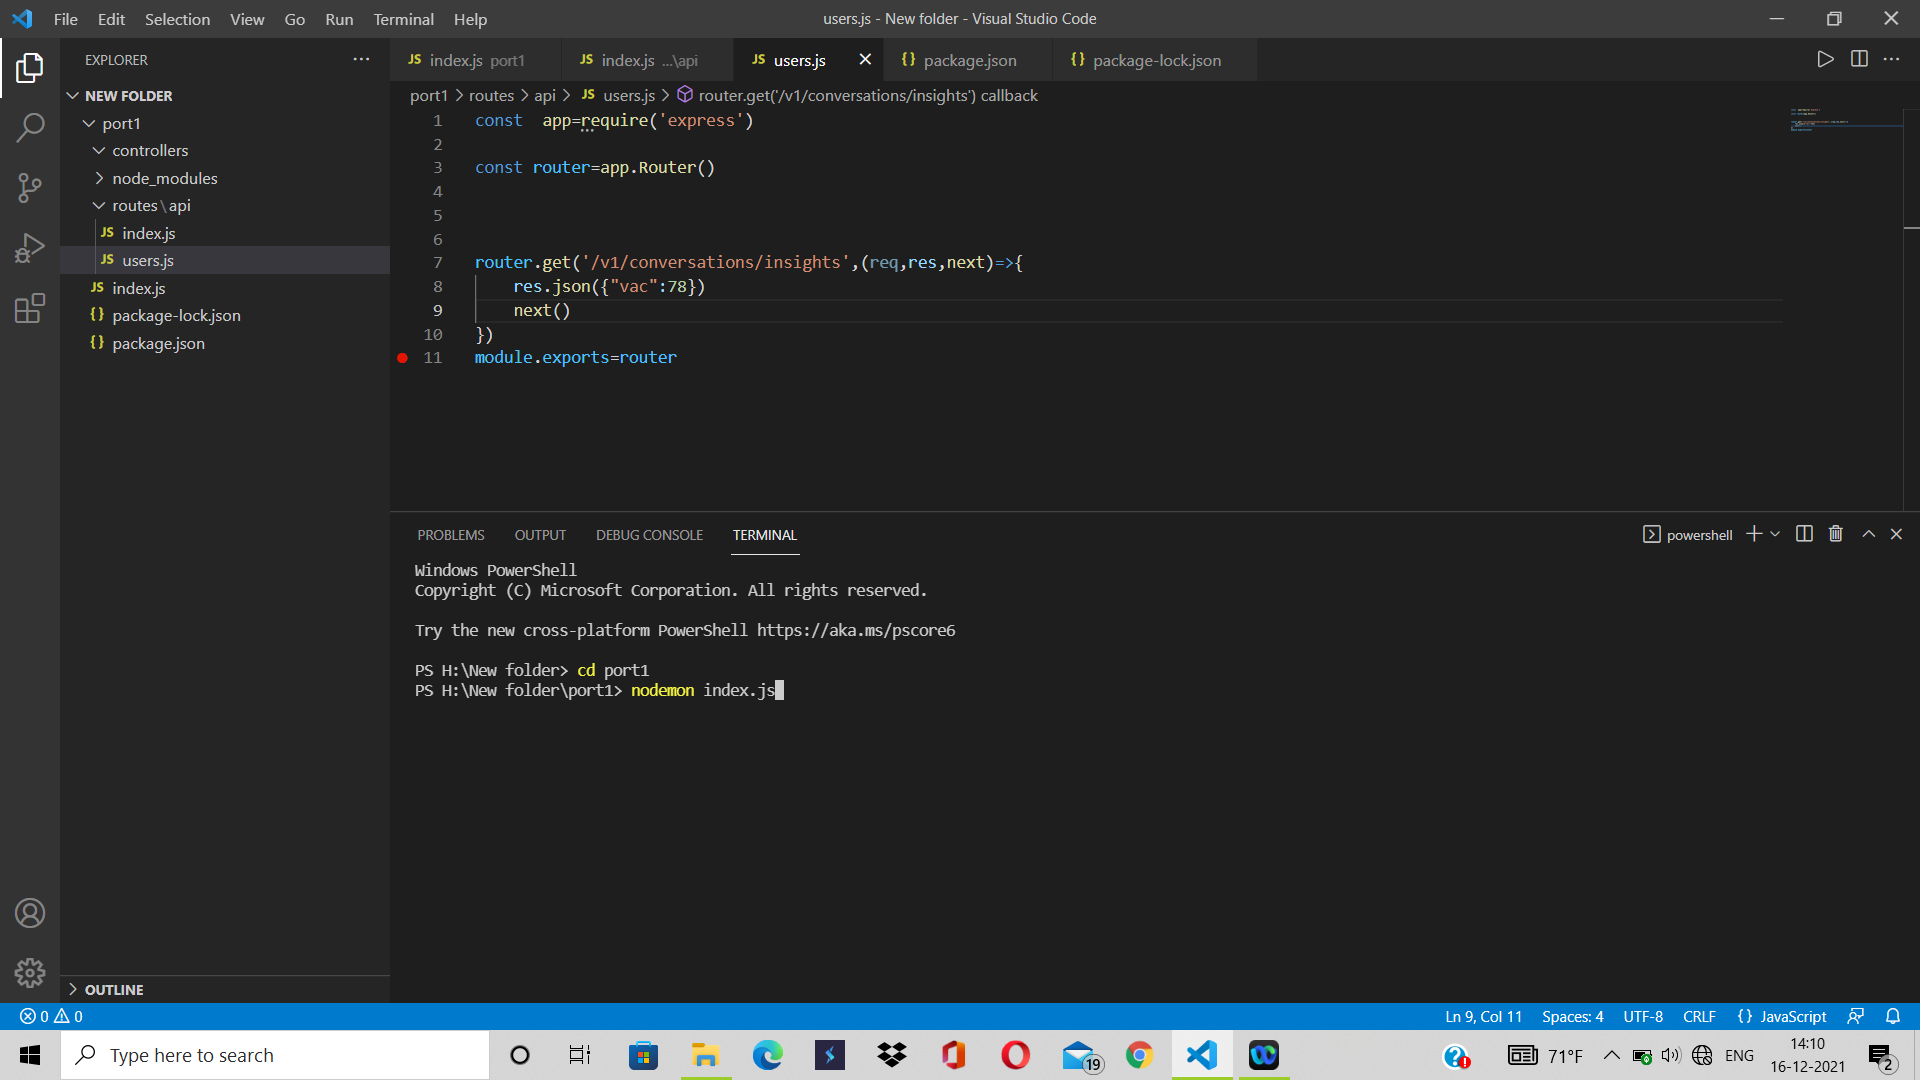 File Edit Selection View Go Run Terminal Help
users.js - New folder - Visual Studio Code
EXPLORER
NEW FOLDER
port1
controllers
node_modules
routes\api
JS index.js
JS users.js
JS index.js
{} package-lock.json
{} package.json
OUTLINE
JS index.js port1
JS index.js ...\api
JS users.js
{} package.json
{} package-lock.json
port1 > routes > api > JS users.js > router.get('/v1/conversations/insights') callback
1 const  app=require('express')
2
3 const router=app.Router()
4
5
6
7 router.get('/v1/conversations/insights',(req,res,next)=>{
8     res.json({"vac":78})
9     next()
10 })
11 module.exports=router
PROBLEMS OUTPUT DEBUG CONSOLE TERMINAL
powershell
Windows PowerShell
Copyright (C) Microsoft Corporation. All rights reserved.
Try the new cross-platform PowerShell https://aka.ms/pscore6
PS H:\New folder> cd port1
PS H:\New folder\port1> nodemon index.js
0 0
Ln 9, Col 11 Spaces: 4 UTF-8 CRLF {} JavaScript
Type here to search
19
71°F
ENG
14:10
16-12-2021
2